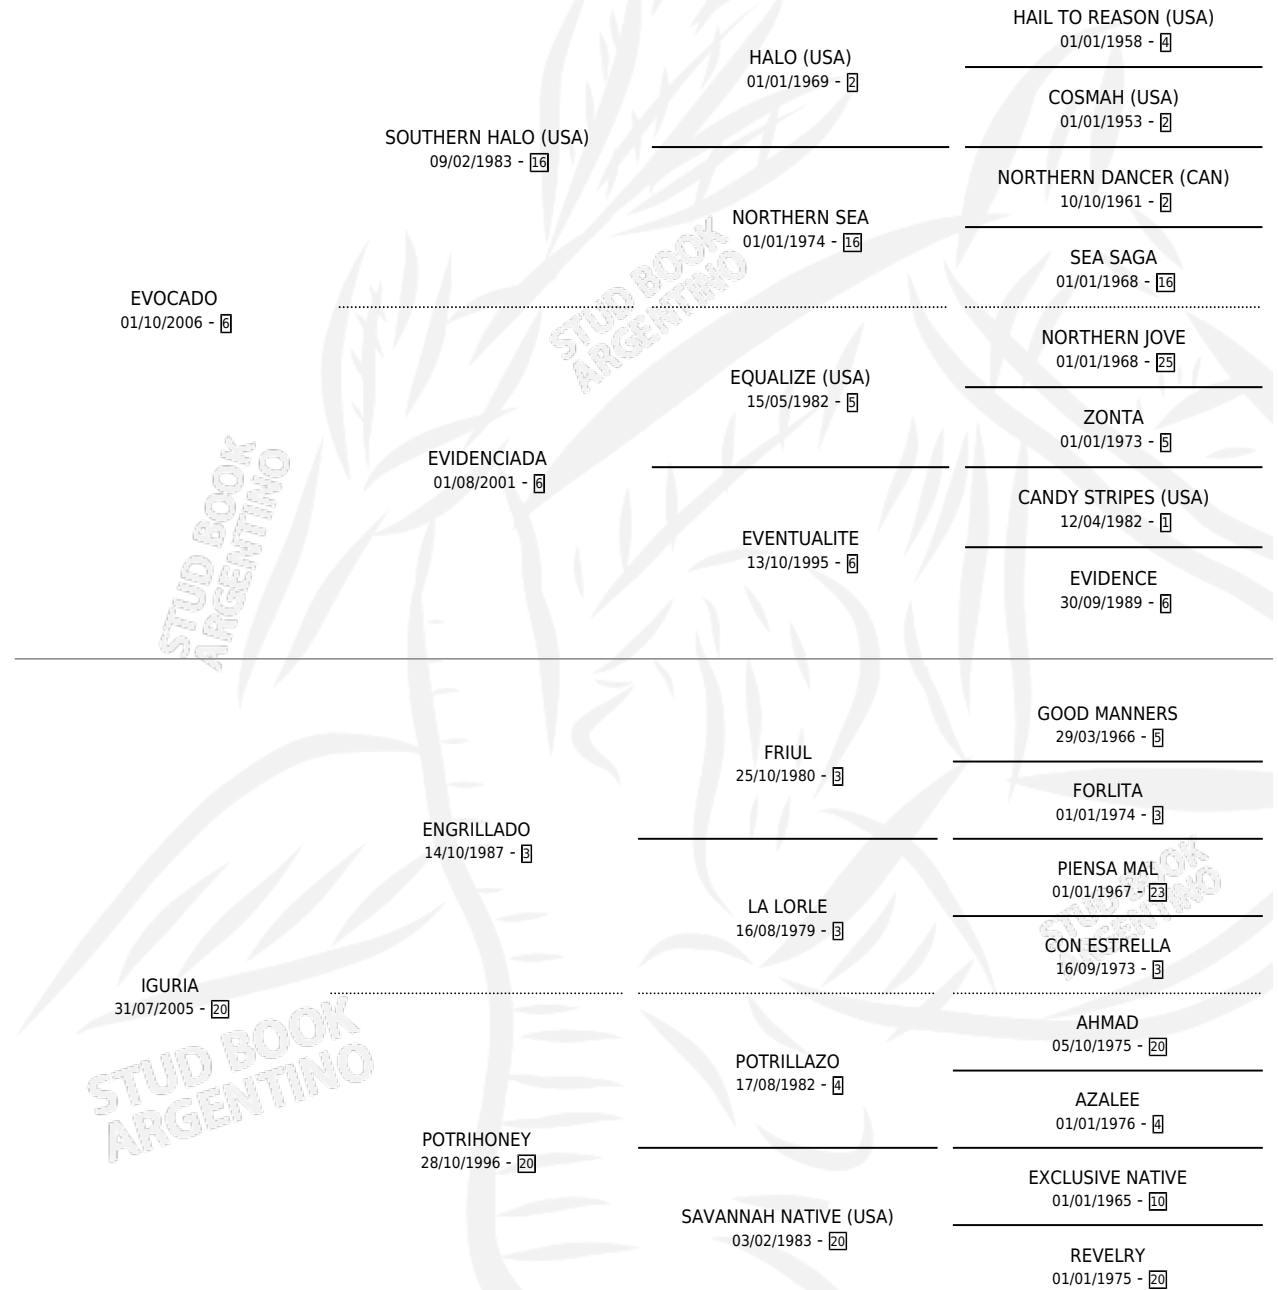 HAIL TO REASON (USA)
01/01/1958 - 4
HALO (USA)
01/01/1969 - 2
COSMAH (USA)
01/01/1953 - 2
SOUTHERN HALO (USA)
09/02/1983 - 16
NORTHERN DANCER (CAN)
10/10/1961 - 2
NORTHERN SEA
01/01/1974 - 16
SEA SAGA
01/01/1968 - 16
EVOCADO
01/10/2006 - 6
STUD BOOK
ARGENTINO
NORTHERN JOVE
01/01/1968 - 25
EQUALIZE (USA)
15/05/1982 - 5
ZONTA
01/01/1973 - 5
EVIDENCIADA
01/08/2001 - 6
CANDY STRIPES (USA)
12/04/1982 - 1
EVENTUALITE
13/10/1995 - 6
EVIDENCE
30/09/1989 - 6
STUD BOOK
ARGENTINO
GOOD MANNERS
29/03/1966 - 5
FRIUL
25/10/1980 - 3
FORLITA
01/01/1974 - 3
ENGRILLADO
14/10/1987 - 3
PIENSA MAL
01/01/1967 - 23
LA LORLE
16/08/1979 - 3
STUD BOOK
ARGENTINO
CON ESTRELLA
16/09/1973 - 3
IGURIA
31/07/2005 - 20
AHMAD
05/10/1975 - 20
STUD BOOK
ARGENTINO
POTRILLAZO
17/08/1982 - 4
AZALEE
01/01/1976 - 4
POTRIHONEY
28/10/1996 - 20
EXCLUSIVE NATIVE
01/01/1965 - 10
SAVANNAH NATIVE (USA)
03/02/1983 - 20
REVELRY
01/01/1975 - 20